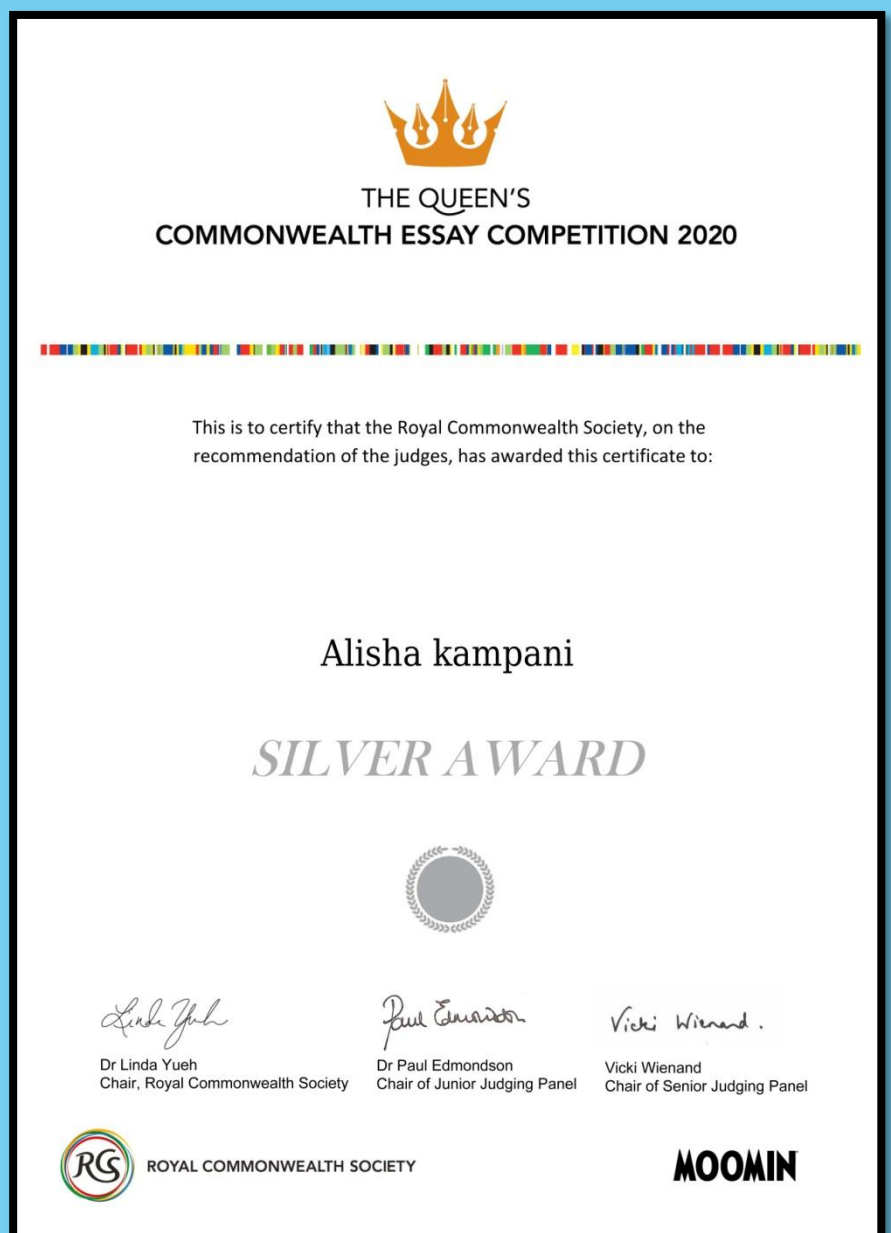 THE QUEEN'S
COMMONWEALTH ESSAY COMPETITION 2020
This is to certify that the Royal Commonwealth Society, on the
recommendation of the judges, has awarded this certificate to:
Alisha kampani
SILVER AWARD
Linda Yueh
Paul Edmondson
Vicki Wienand.
Dr Linda Yueh
Chair, Royal Commonwealth Society
Dr Paul Edmondson
Chair of Junior Judging Panel
Vicki Wienand
Chair of Senior Judging Panel
RCS
ROYAL COMMONWEALTH SOCIETY
MOOMIN